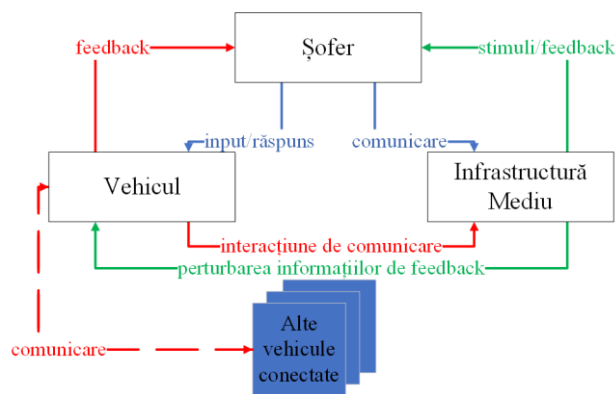 feedback
Șofer
stimuli/feedback
input/răspuns
comunicare
Vehicul
Infrastructură
Mediu
interacțiune de comunicare
perturbarea informațiilor de feedback
Alte
vehicule
conectate
comunicare